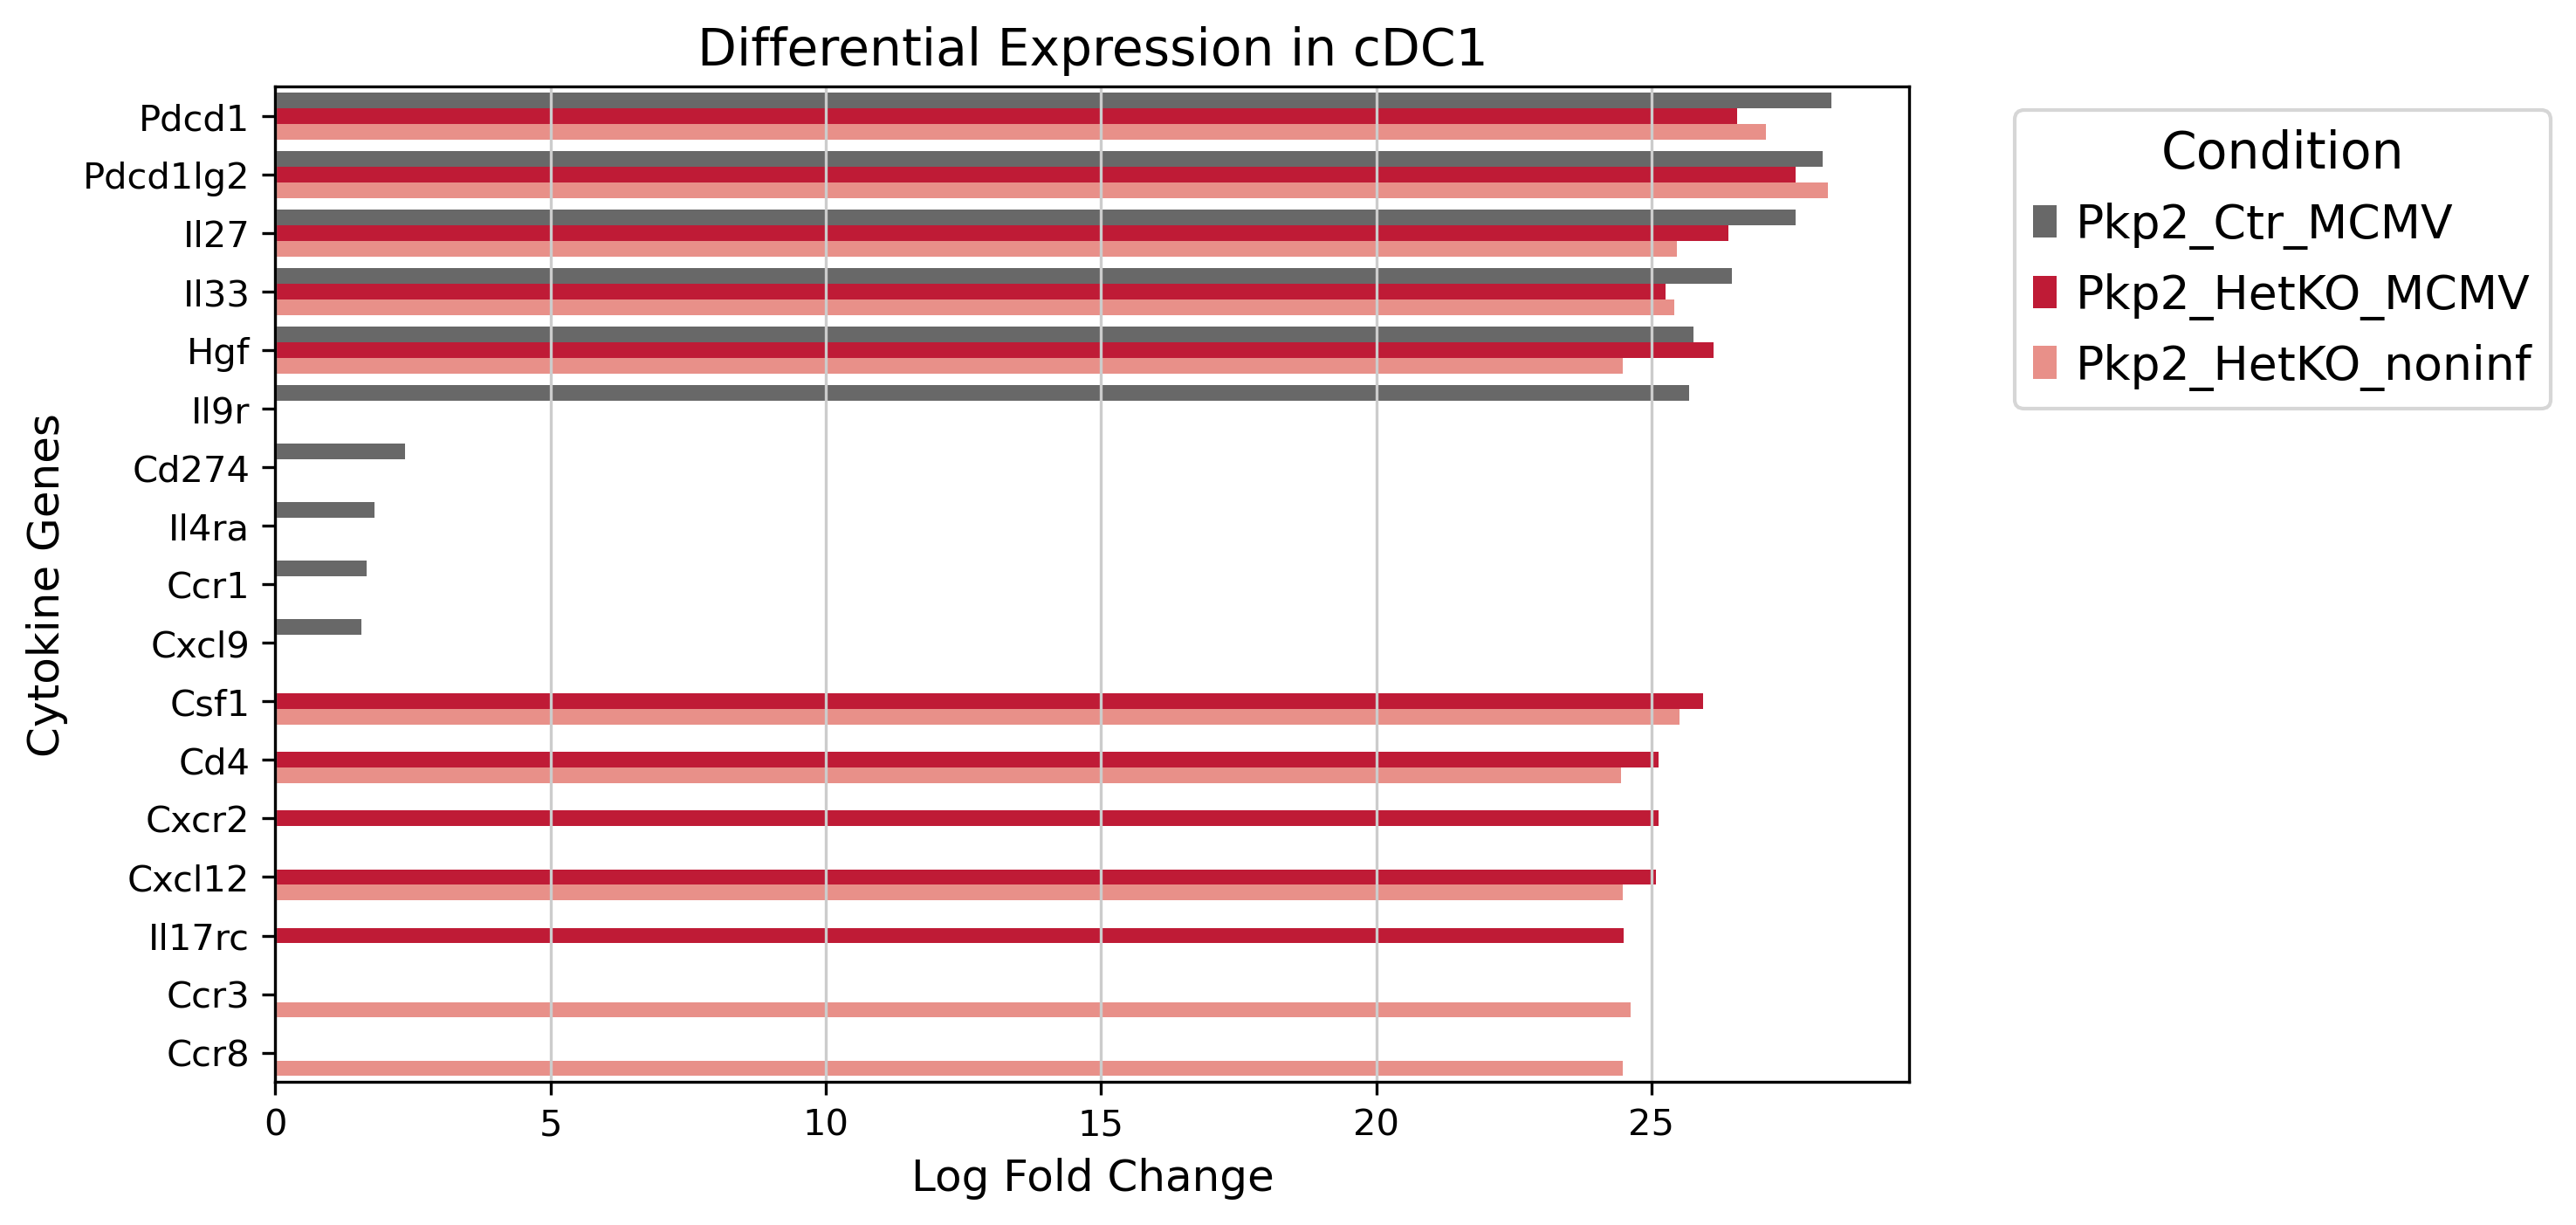 Differential Expression in cDC1
Cytokine Genes
Pdcd1
Pdcd1lg2
Il27
Il33
Hgf
Il9r
Cd274
Il4ra
Ccr1
Cxcl9
Csf1
Cd4
Cxcr2
Cxcl12
Il17rc
Ccr3
Ccr8
0 5 10 15 20 25
Log Fold Change
Condition
Pkp2_Ctr_MCMV
Pkp2_HetKO_MCMV
Pkp2_HetKO_noninf